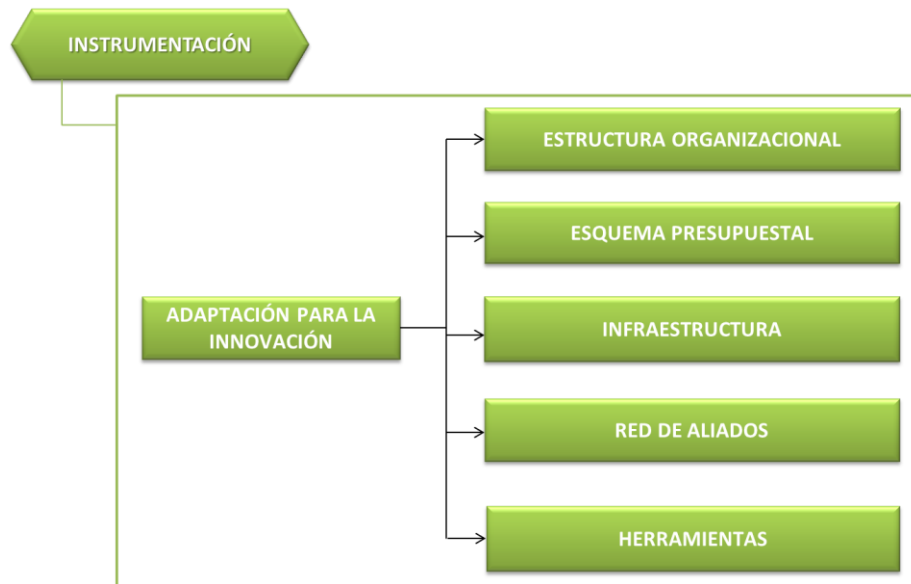 INSTRUMENTACIÓN
ESTRUCTURA ORGANIZACIONAL
ESQUEMA PRESUPUESTAL
ADAPTACIÓN PARA LA
INNOVACIÓN
INFRAESTRUCTURA
RED DE ALIADOS
HERRAMIENTAS